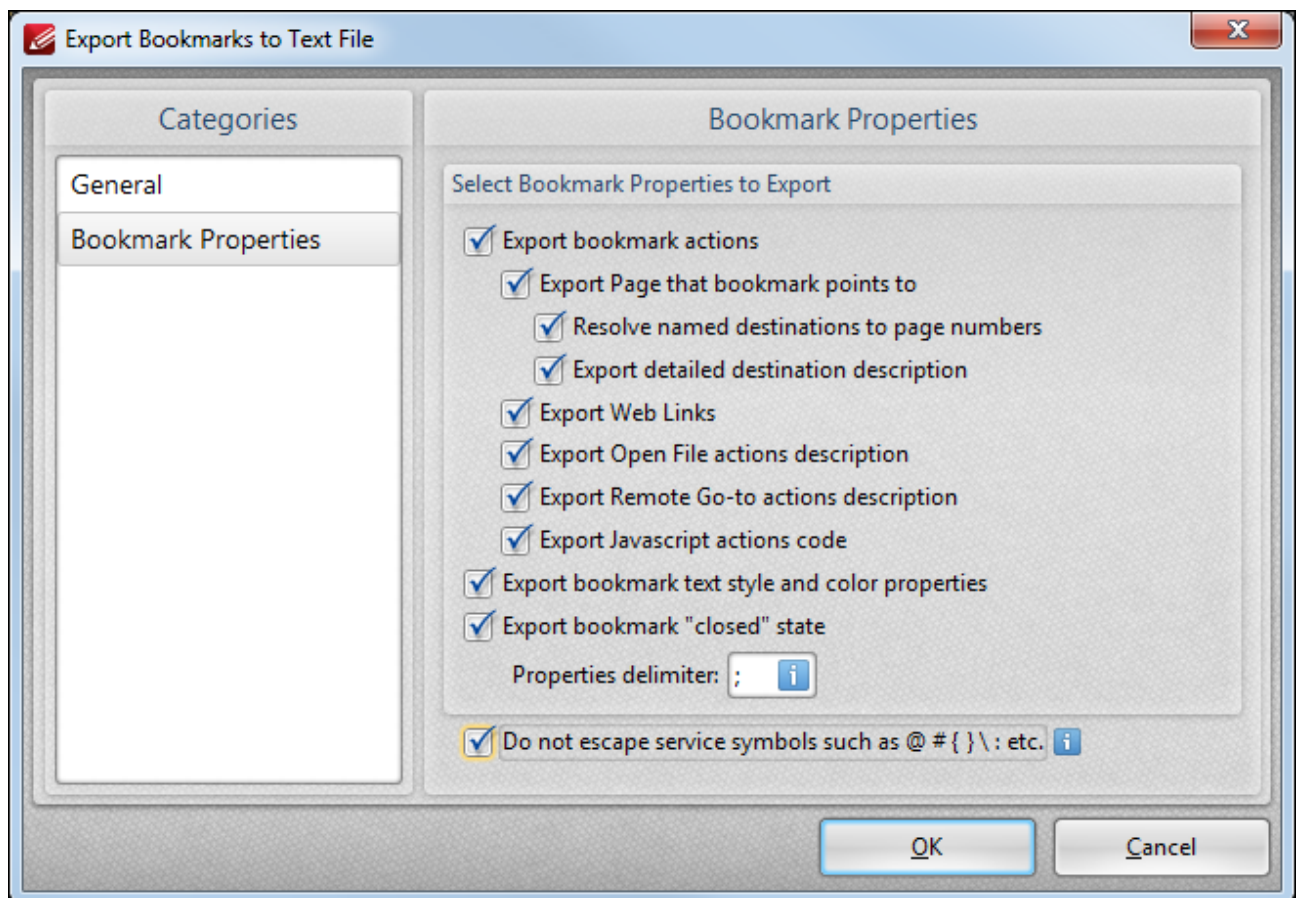 Export Bookmarks to Text File
X
Categories
General
Bookmark Properties
Bookmark Properties
Select Bookmark Properties to Export
Export bookmark actions
Export Page that bookmark points to
Resolve named destinations to page numbers
Export detailed destination description
Export Web Links
Export Open File actions description
Export Remote Go-to actions description
Export Javascript actions code
Export bookmark text style and color properties
Export bookmark "closed" state
Properties delimiter: ; i
Do not escape service symbols such as @ # { } \ : etc. i
OK Cancel